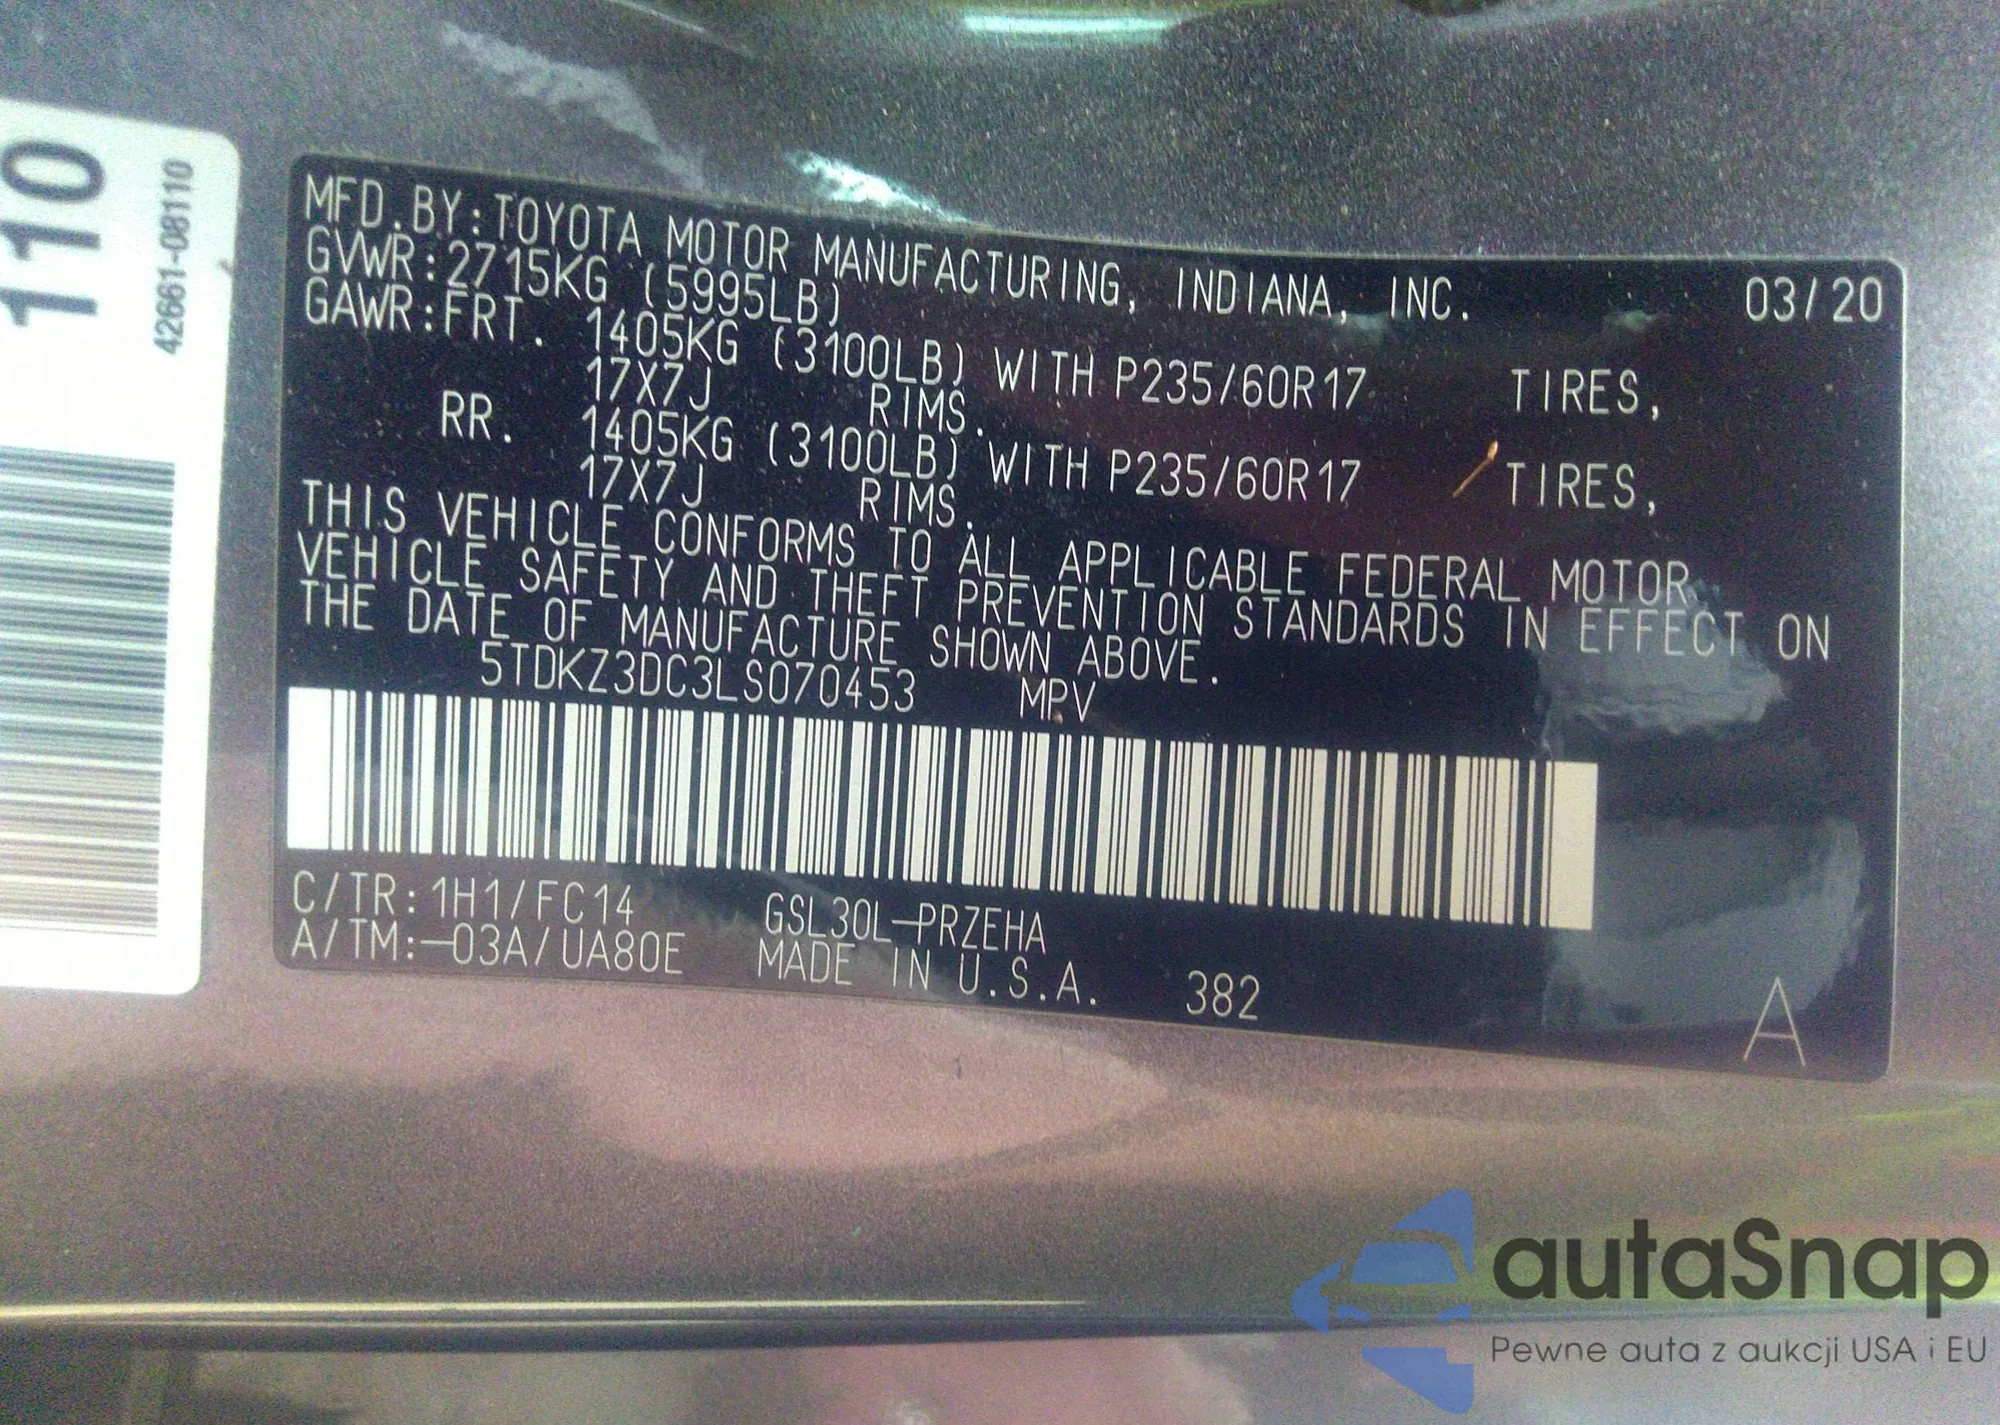 110
42661-08110
MFD.BY:TOYOTA MOTOR MANUFACTURING, INDIANA, INC. 03/20
GVWR:2715KG (5995LB)
GAWR:FRT. 1405KG (3100LB) WITH P235/60R17 TIRES,
17X7J RIMS.
RR. 1405KG (3100LB) WITH P235/60R17 TIRES,
17X7J RIMS.
THIS VEHICLE CONFORMS TO ALL APPLICABLE FEDERAL MOTOR
VEHICLE SAFETY AND THEFT PREVENTION STANDARDS IN EFFECT ON
THE DATE OF MANUFACTURE SHOWN ABOVE.
5TDKZ3DC3LS070453 MPV
C/TR:1H1/FC14 GSL30L-PRZEHA
A/TM:-03A/UA80E MADE IN U.S.A. 382
A
autaSnap
Pewne auta z aukcji USA i EU